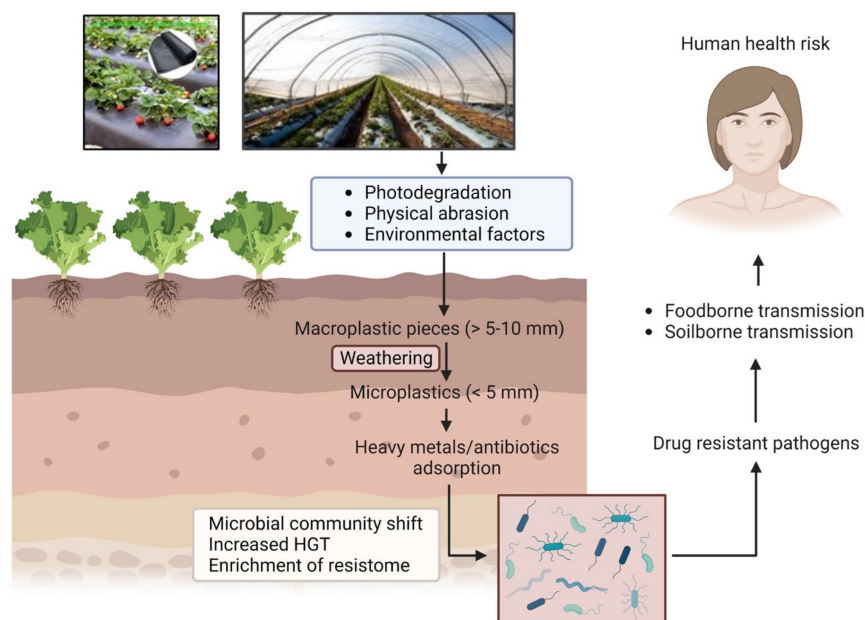 Human health risk
• Photodegradation
• Physical abrasion
• Environmental factors
Macroplastic pieces (> 5-10 mm)
Weathering
Microplastics (< 5 mm)
Heavy metals/antibiotics
adsorption
Microbial community shift
Increased HGT
Enrichment of resistome
Drug resistant pathogens
• Foodborne transmission
• Soilborne transmission